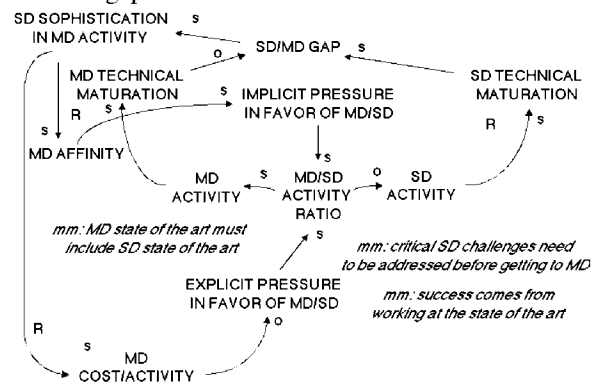 SD SOPHISTICATION
IN MD ACTIVITY
s
SD/MD GAP
s
o
MD TECHNICAL
MATURATION
s
IMPLICIT PRESSURE
IN FAVOR OF MD/SD
SD TECHNICAL
MATURATION
R
s
R
s
s
MD AFFINITY
s
MD
ACTIVITY
s
MD/SD
ACTIVITY
RATIO
o
SD
ACTIVITY
s
mm.: MD state of the art must
include SD state of the art
mm.: critical SD challenges need
to be addressed before getting to MD
mm.: success comes from
working at the state of the art
EXPLICIT PRESSURE
IN FAVOR OF MD/SD
o
R
s
MD
COST/ACTIVITY